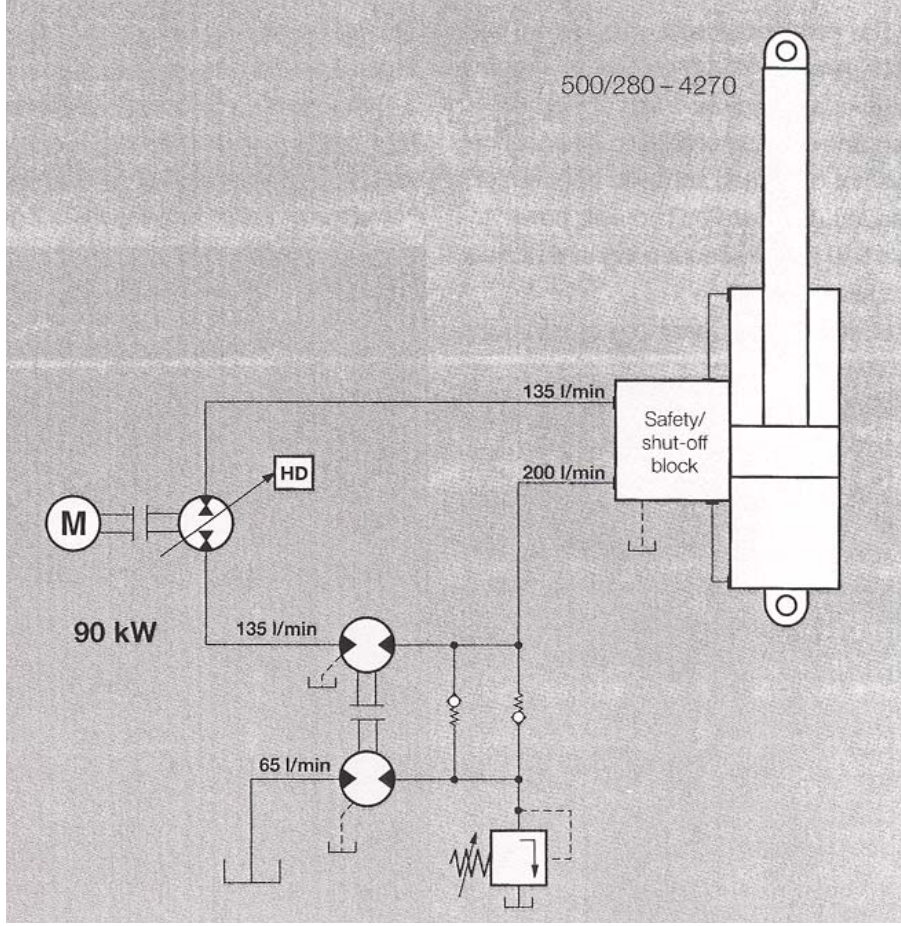 500/280 – 4270
135 l/min
Safety/
shut-off
block
HD
200 l/min
M
90 kW
135 l/min
65 l/min